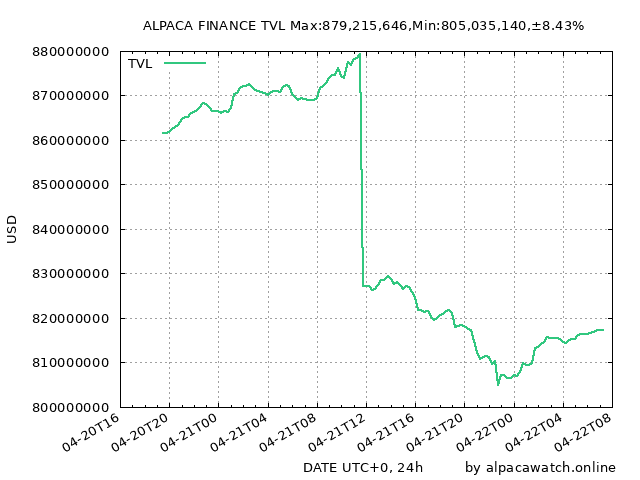 ALPACA FINANCE TVL Max:879,215,646,Min:805,035,140,±8.43%
TVL
880000000
870000000
860000000
850000000
840000000
830000000
820000000
810000000
800000000
USD
04-20T16
04-20T20
04-21T00
04-21T04
04-21T08
04-21T12
04-21T16
04-21T20
04-22T00
04-22T04
04-22T08
DATE UTC+0, 24h
by alpacawatch.online